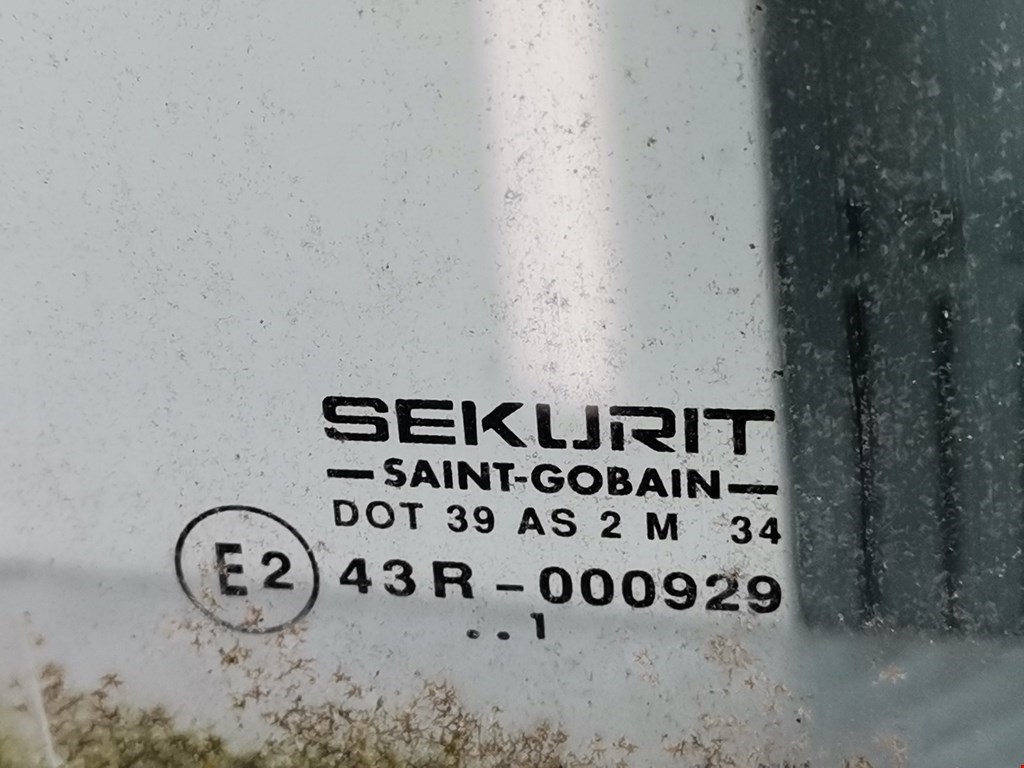 SEKURIT
—SAINT-GOBAIN—
DOT 39 AS 2 M 34
E2 43R-000929
..1